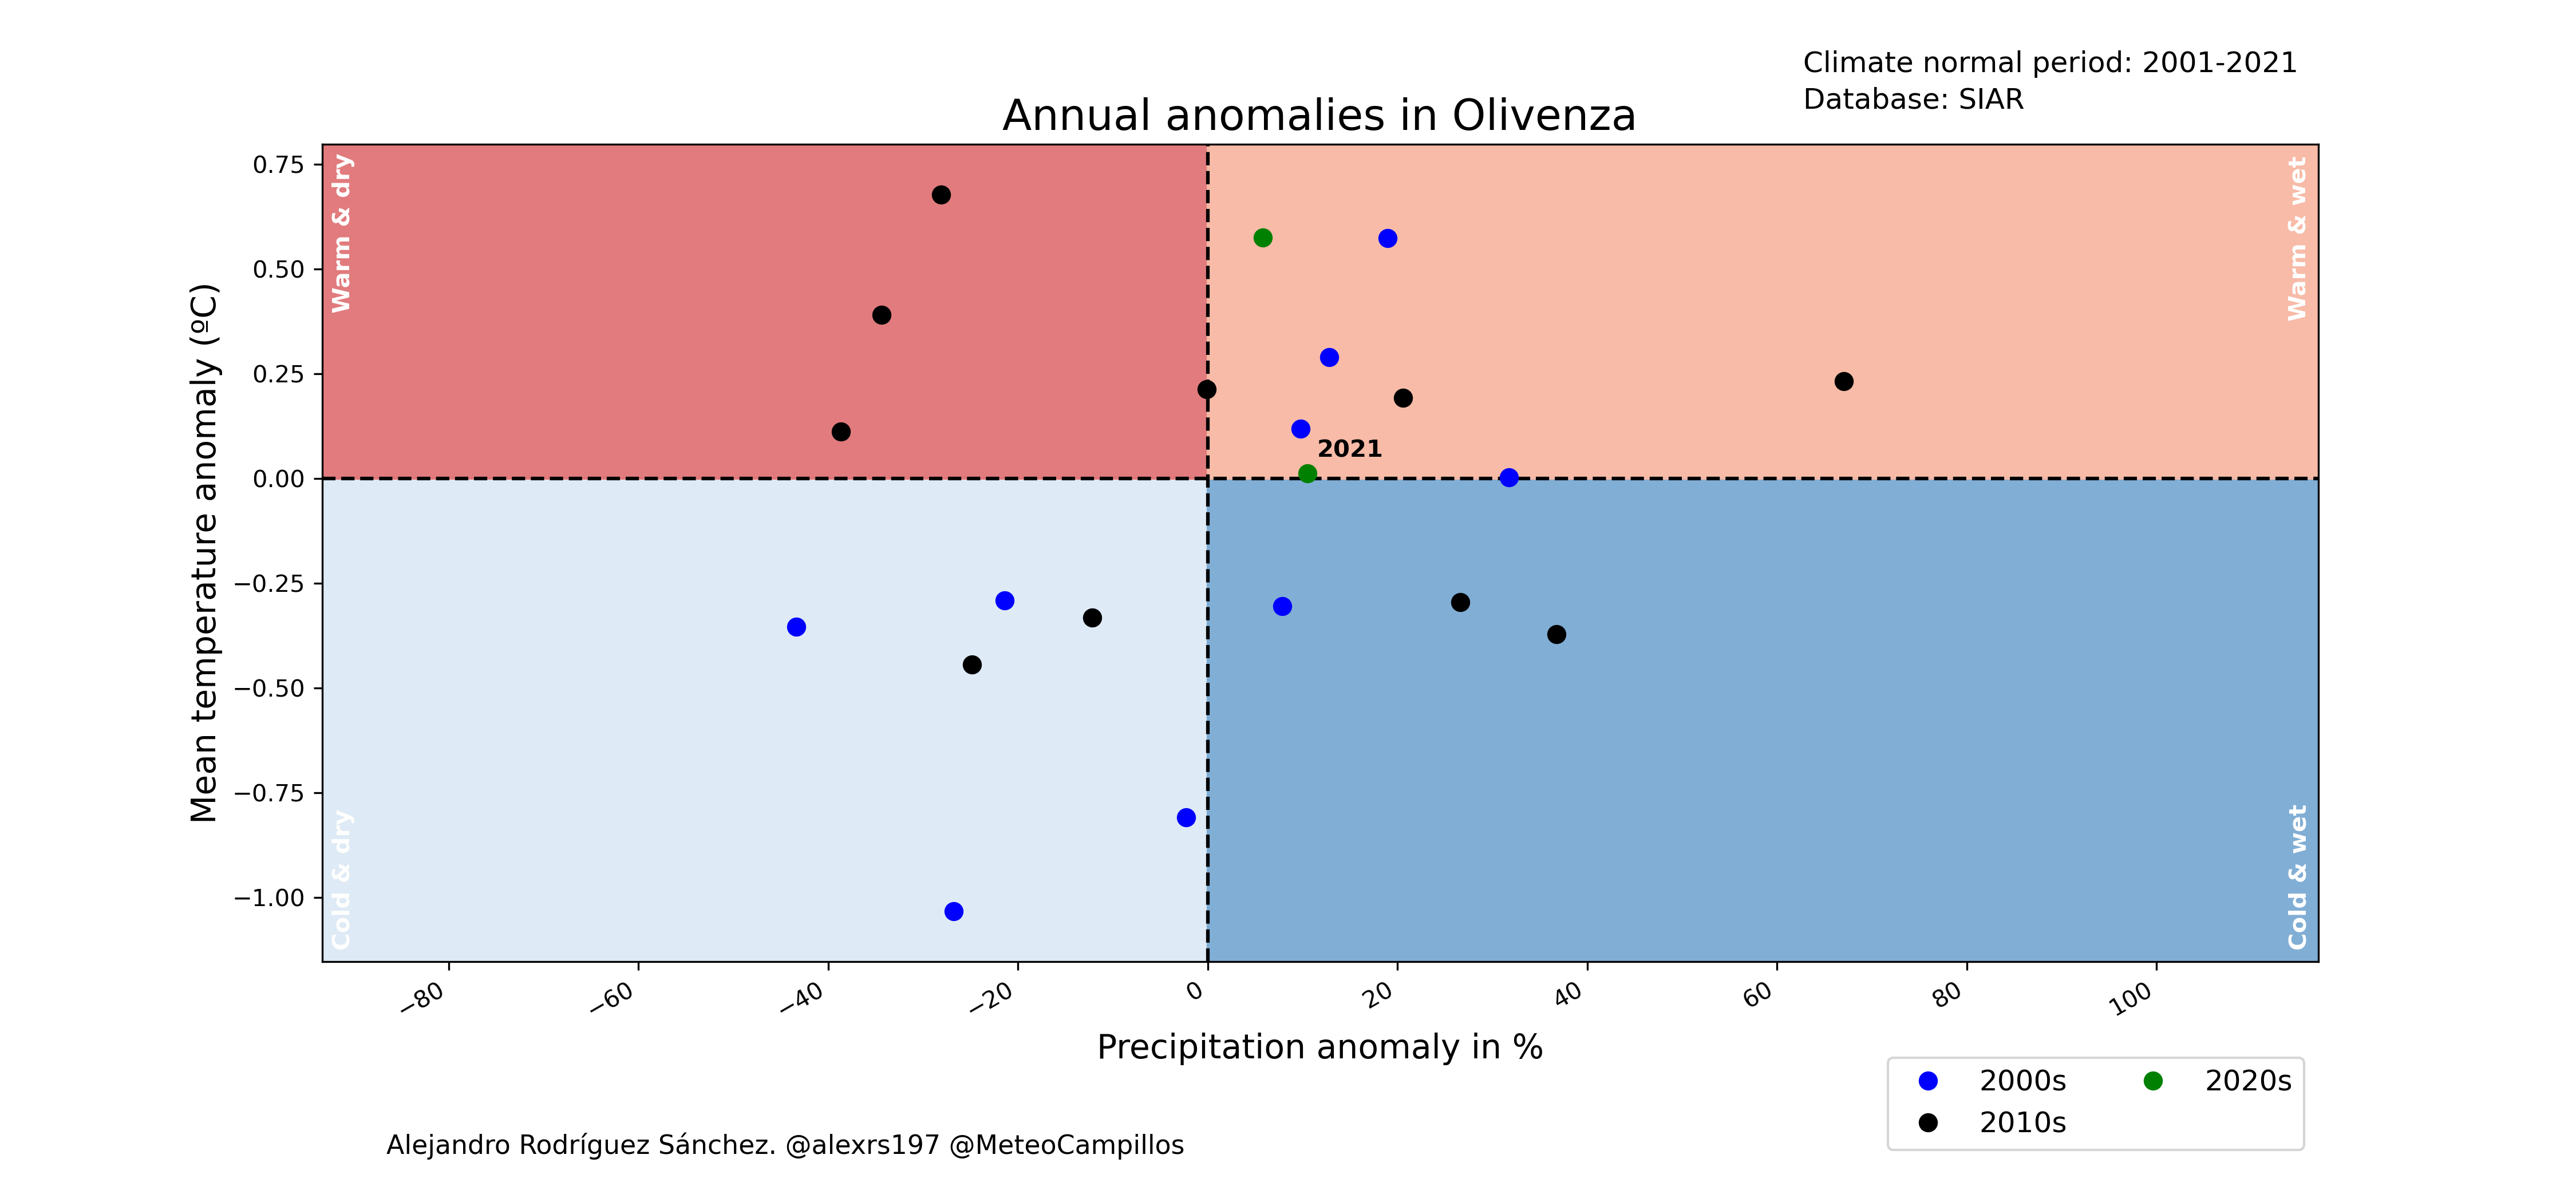 Climate normal period: 2001-2021
Database: SIAR
Annual anomalies in Olivenza
Warm & dry
Warm & wet
0.75
0.50
0.25
0.00
−0.25
−0.50
−0.75
−1.00
Mean temperature anomaly (ºC)
2021
Cold & dry
Cold & wet
−80
−60
−40
−20
0
20
40
60
80
100
Precipitation anomaly in %
2000s
2010s
2020s
Alejandro Rodríguez Sánchez. @alexrs197 @MeteoCampillos